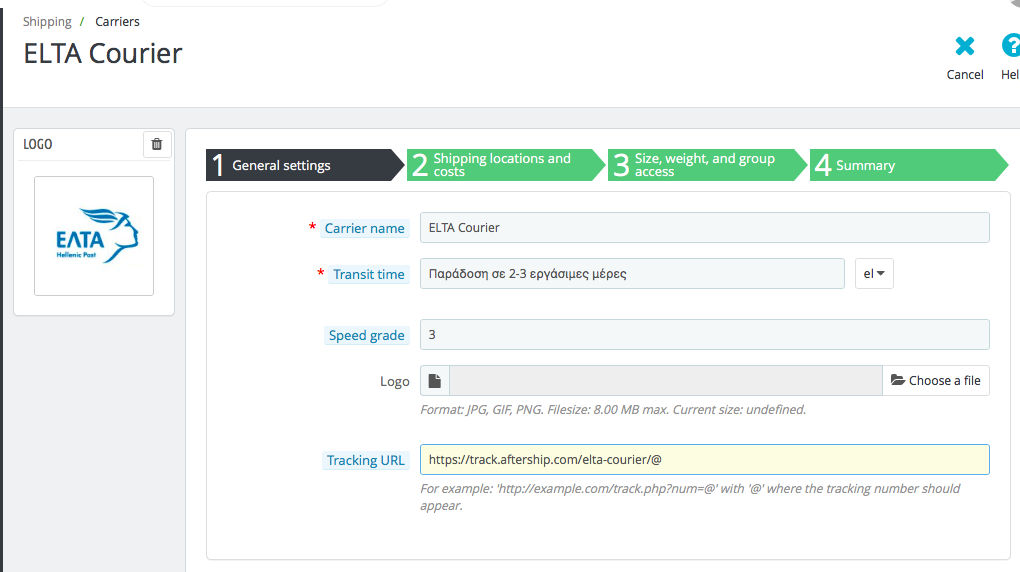 Shipping / Carriers
ELTA Courier
Cancel
Hel
LOGO
ΕΛΤΑ
Hellenic Post
1 General settings
2 Shipping locations and
costs
3 Size, weight, and group
access
4 Summary
* Carrier name ELTA Courier
* Transit time Παράδοση σε 2-3 εργάσιμες μέρες el
Speed grade 3
Logo Choose a file
Format: JPG, GIF, PNG. Filesize: 8.00 MB max. Current size: undefined.
Tracking URL https://track.aftership.com/elta-courier/@
For example: 'http://example.com/track.php?num=@' with '@' where the tracking number should
appear.